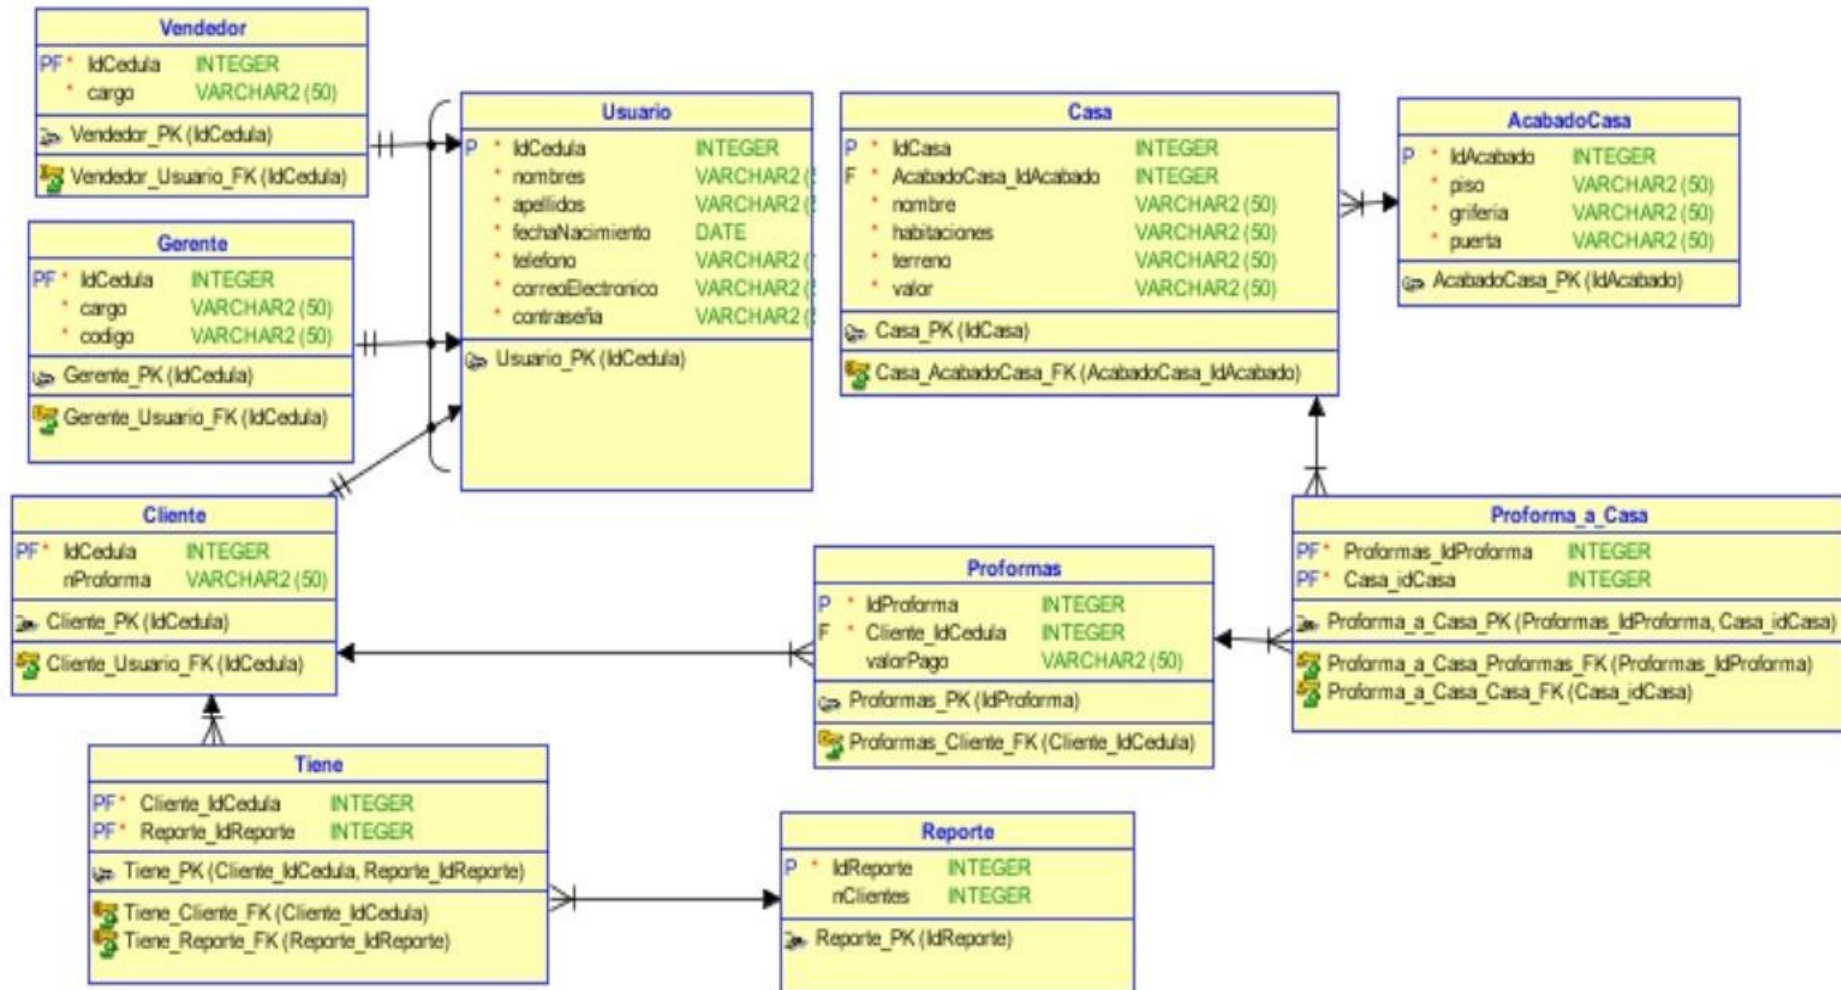 Vendedor
PF * IdCedula INTEGER
* cargo VARCHAR2 (50)
Vendedor_PK (IdCedula)
Vendedor_Usuario_FK (IdCedula)
Gerente
PF * IdCedula INTEGER
* cargo VARCHAR2 (50)
* codigo VARCHAR2 (50)
Gerente_PK (IdCedula)
Gerente_Usuario_FK (IdCedula)
Usuario
P * IdCedula INTEGER
* nombres VARCHAR2 (
* apellidos VARCHAR2 (
* fechaNacimiento DATE
* telefono VARCHAR2 (
* correoElectronico VARCHAR2 (
* contraseña VARCHAR2 (
Usuario_PK (IdCedula)
Casa
P * IdCasa INTEGER
F * AcabadoCasa_IdAcabado INTEGER
* nombre VARCHAR2 (50)
* habitaciones VARCHAR2 (50)
* terreno VARCHAR2 (50)
* valor VARCHAR2 (50)
Casa_PK (IdCasa)
Casa_AcabadoCasa_FK (AcabadoCasa_IdAcabado)
AcabadoCasa
P * IdAcabado INTEGER
* piso VARCHAR2 (50)
* griferia VARCHAR2 (50)
* puerta VARCHAR2 (50)
AcabadoCasa_PK (IdAcabado)
Cliente
PF * IdCedula INTEGER
nProforma VARCHAR2 (50)
Cliente_PK (IdCedula)
Cliente_Usuario_FK (IdCedula)
Proformas
P * IdProforma INTEGER
F * Cliente_IdCedula INTEGER
valorPago VARCHAR2 (50)
Proformas_PK (IdProforma)
Proformas_Cliente_FK (Cliente_IdCedula)
Proforma_a_Casa
PF * Proformas_IdProforma INTEGER
PF * Casa_idCasa INTEGER
Proforma_a_Casa_PK (Proformas_IdProforma, Casa_idCasa)
Proforma_a_Casa_Proformas_FK (Proformas_IdProforma)
Proforma_a_Casa_Casa_FK (Casa_idCasa)
Tiene
PF * Cliente_IdCedula INTEGER
PF * Reporte_IdReporte INTEGER
Tiene_PK (Cliente_IdCedula, Reporte_IdReporte)
Tiene_Cliente_FK (Cliente_IdCedula)
Tiene_Reporte_FK (Reporte_IdReporte)
Reporte
P * IdReporte INTEGER
nClientes INTEGER
Reporte_PK (IdReporte)